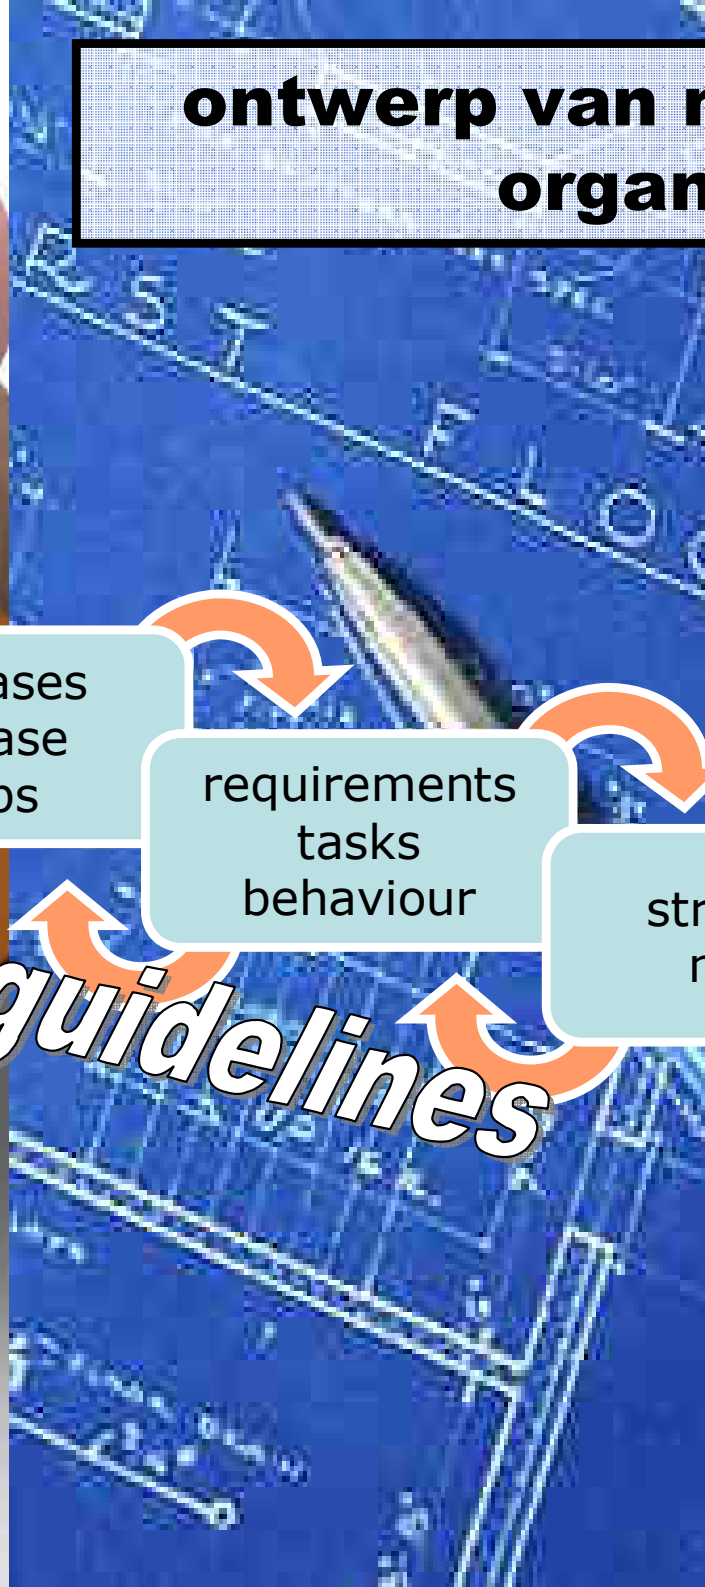 ontwerp van
organ
R S T
F L O
ases
ase
os
requirements
tasks
behaviour
str
guidelines